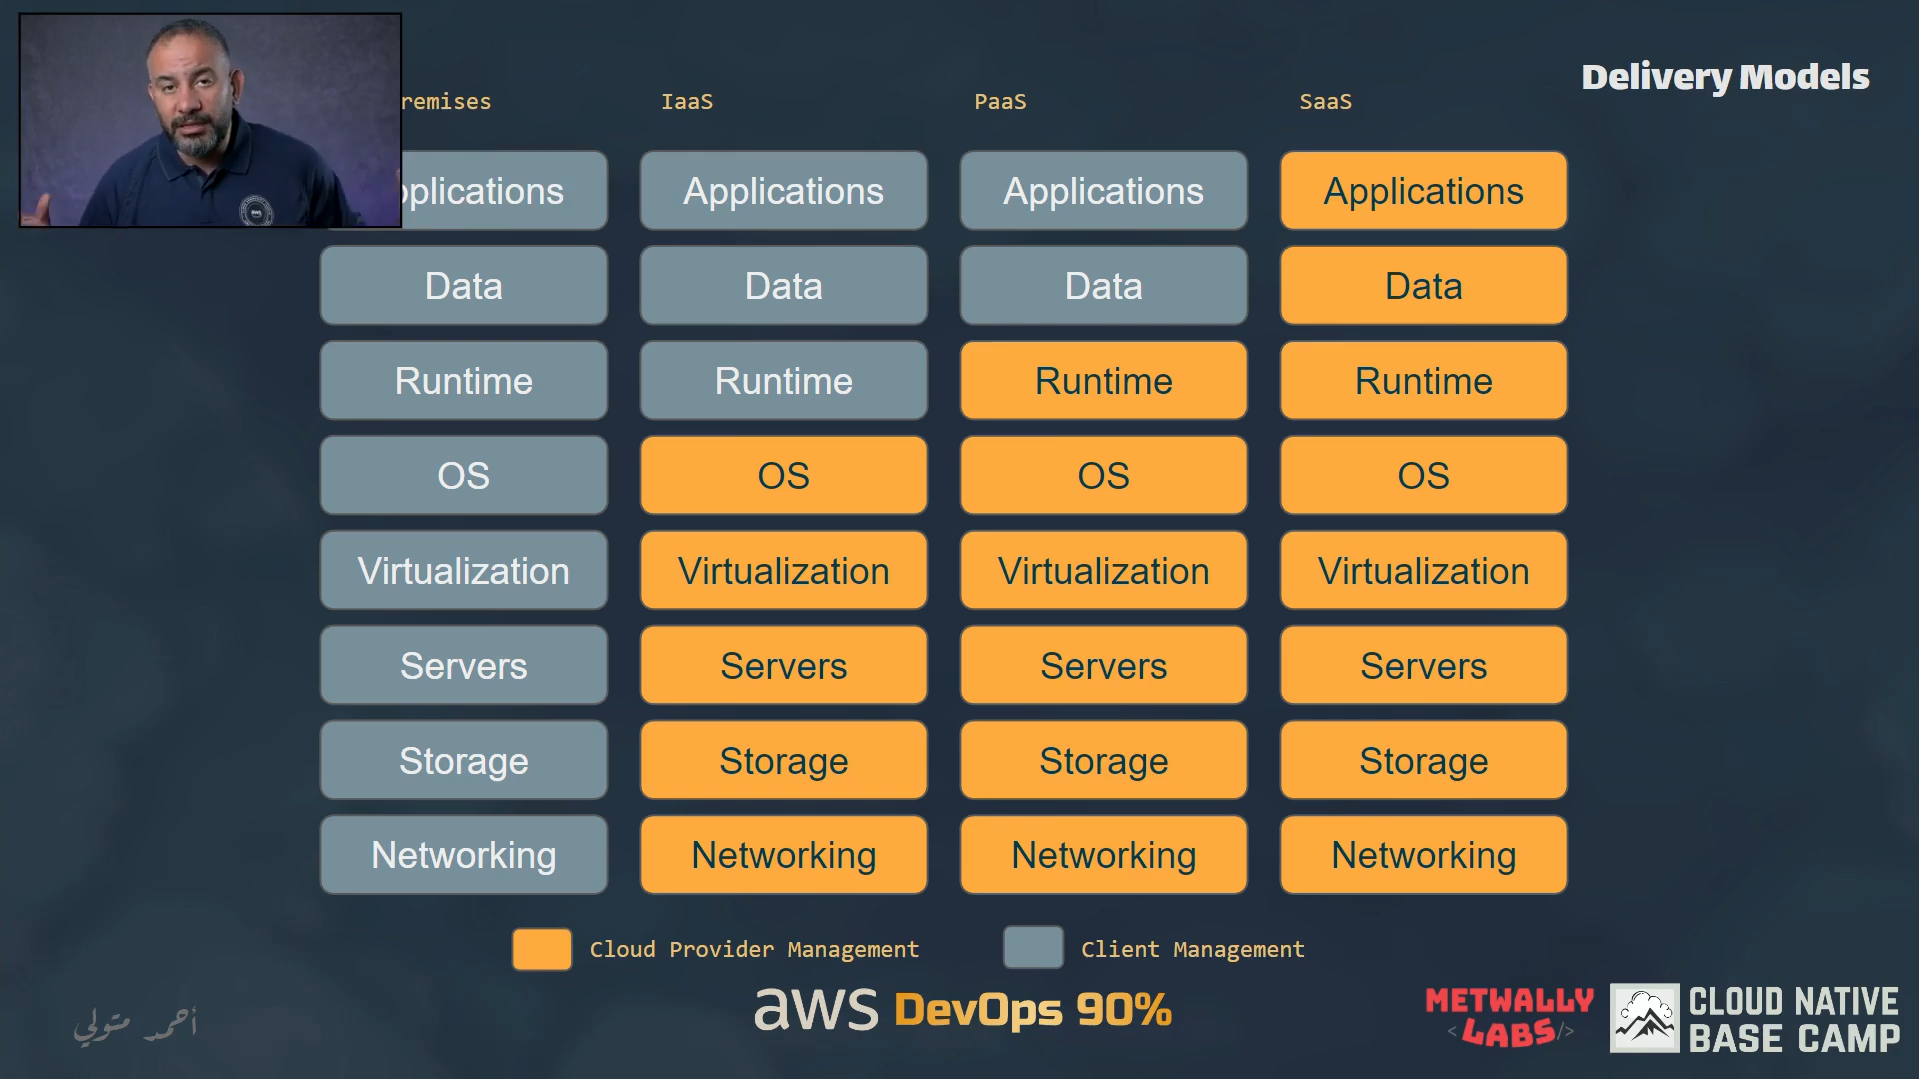 Delivery Models
remises IaaS PaaS SaaS
pplications Applications Applications Applications
Data Data Data Data
Runtime Runtime Runtime Runtime
OS OS OS OS
Virtualization Virtualization Virtualization Virtualization
Servers Servers Servers Servers
Storage Storage Storage Storage
Networking Networking Networking Networking
Cloud Provider Management Client Management
aws DevOps 90%
أحمد متولي
METWALLY
<LABS/>
CLOUD NATIVE
BASE CAMP